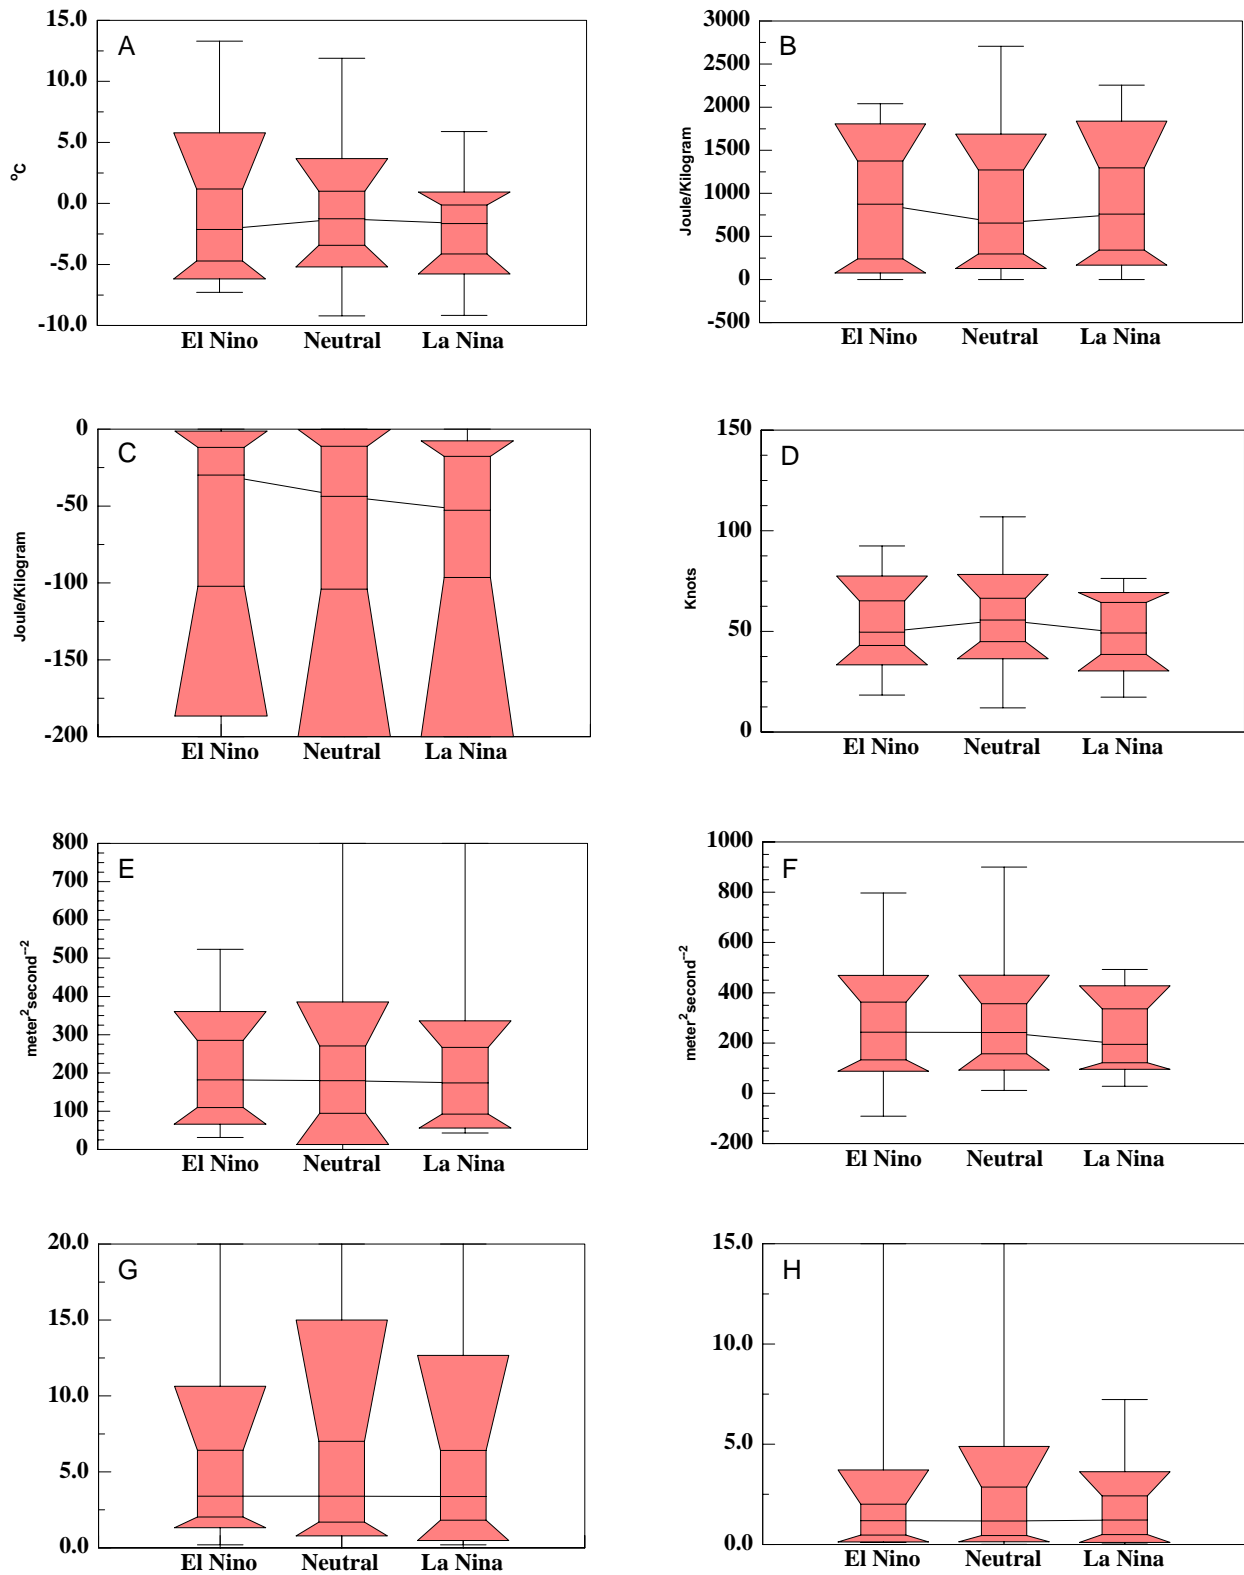 A
15.0
10.0
5.0
0.0
-5.0
-10.0
°C
El Nino Neutral La Nina
B
3000
2500
2000
1500
1000
500
0
-500
Joule/Kilogram
El Nino Neutral La Nina
C
0
-50
-100
-150
-200
Joule/Kilogram
El Nino Neutral La Nina
D
150
100
50
0
Knots
El Nino Neutral La Nina
E
800
700
600
500
400
300
200
100
0
meter²second⁻⁻²
El Nino Neutral La Nina
F
1000
800
600
400
200
0
-200
meter²second⁻⁻²
El Nino Neutral La Nina
G
20.0
15.0
10.0
5.0
0.0
El Nino Neutral La Nina
H
15.0
10.0
5.0
0.0
El Nino Neutral La Nina